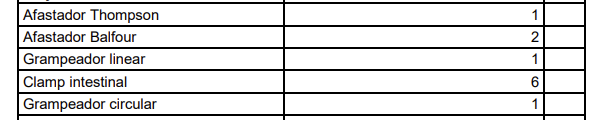 Afastador Thompson 1
Afastador Balfour 2
Grampeador linear 1
Clamp intestinal 6
Grampeador circular 1